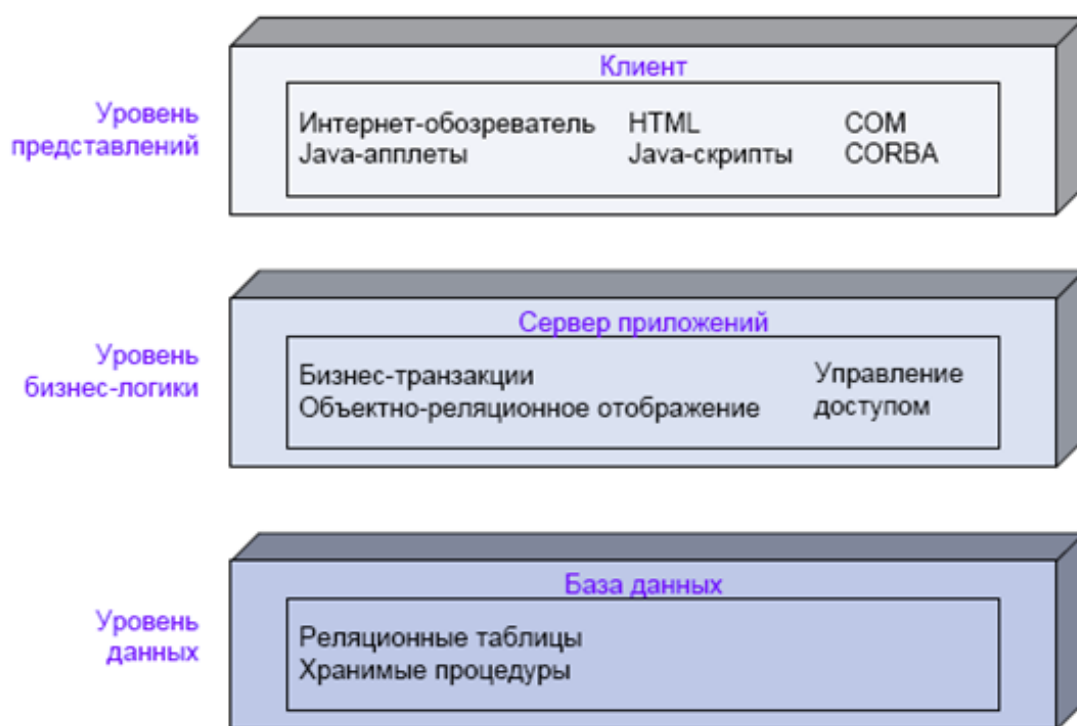 Клиент
Уровень
представлений
Интернет-обозреватель HTML COM
Java-апплеты Java-скрипты CORBA
Сервер приложений
Уровень
бизнес-логики
Бизнес-транзакции Управление
Объектно-реляционное отображение доступом
База данных
Уровень
данных
Реляционные таблицы
Хранимые процедуры